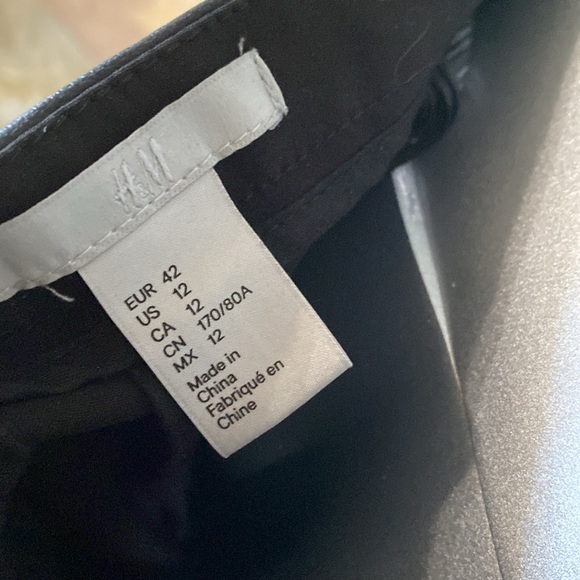 H&M
EUR 42
US 12
CA 12
CN 170/80A
MX 12
Made in
China
Fabriqué en
Chine